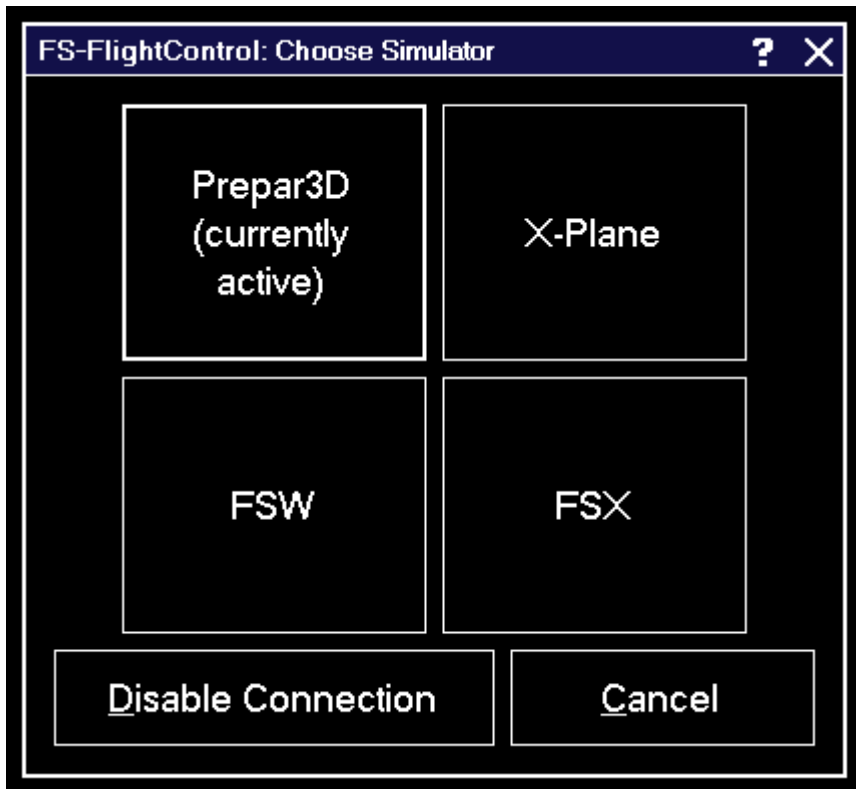 FS-FlightControl: Choose Simulator ? X
Prepar3D
(currently
active)
X-Plane
FSW
FSX
Disable Connection
Cancel